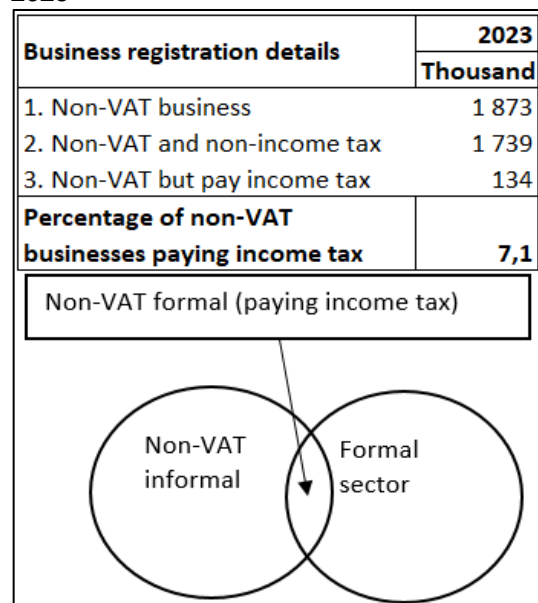 Business registration details
2023
Thousand
1. Non-VAT business 1 873
2. Non-VAT and non-income tax 1 739
3. Non-VAT but pay income tax 134
Percentage of non-VAT
businesses paying income tax 7,1
Non-VAT formal (paying income tax)
Non-VAT
informal
Formal
sector